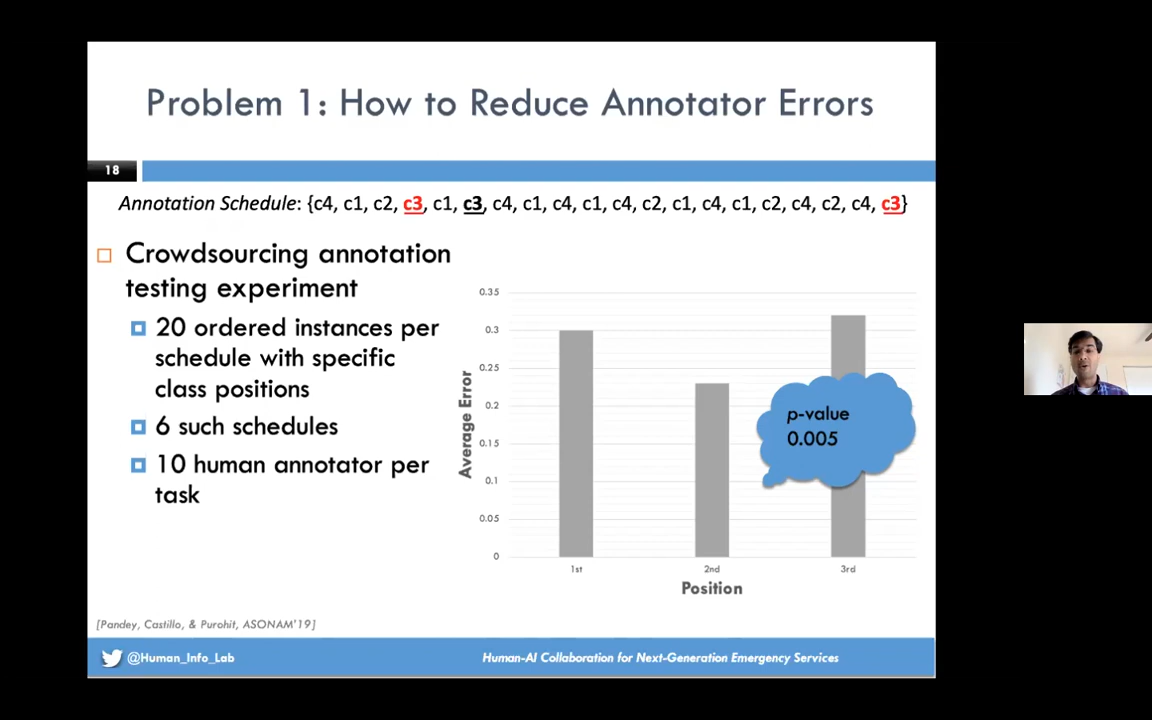 Problem 1: How to Reduce Annotator Errors
18
Annotation Schedule: {c4, c1, c2, c3, c1, c3, c4, c1, c4, c1, c4, c2, c1, c4, c1, c2, c4, c2, c4, c3}
Crowdsourcing annotation
testing experiment
20 ordered instances per
schedule with specific
class positions
6 such schedules
10 human annotator per
task
0.35
0.3
0.25
0.2
0.15
0.1
0.05
0
Average Error
1st
2nd
3rd
Position
p-value
0.005
[Pandey, Castillo, & Purohit, ASONAM'19]
@Human_Info_Lab
Human-AI Collaboration for Next-Generation Emergency Services